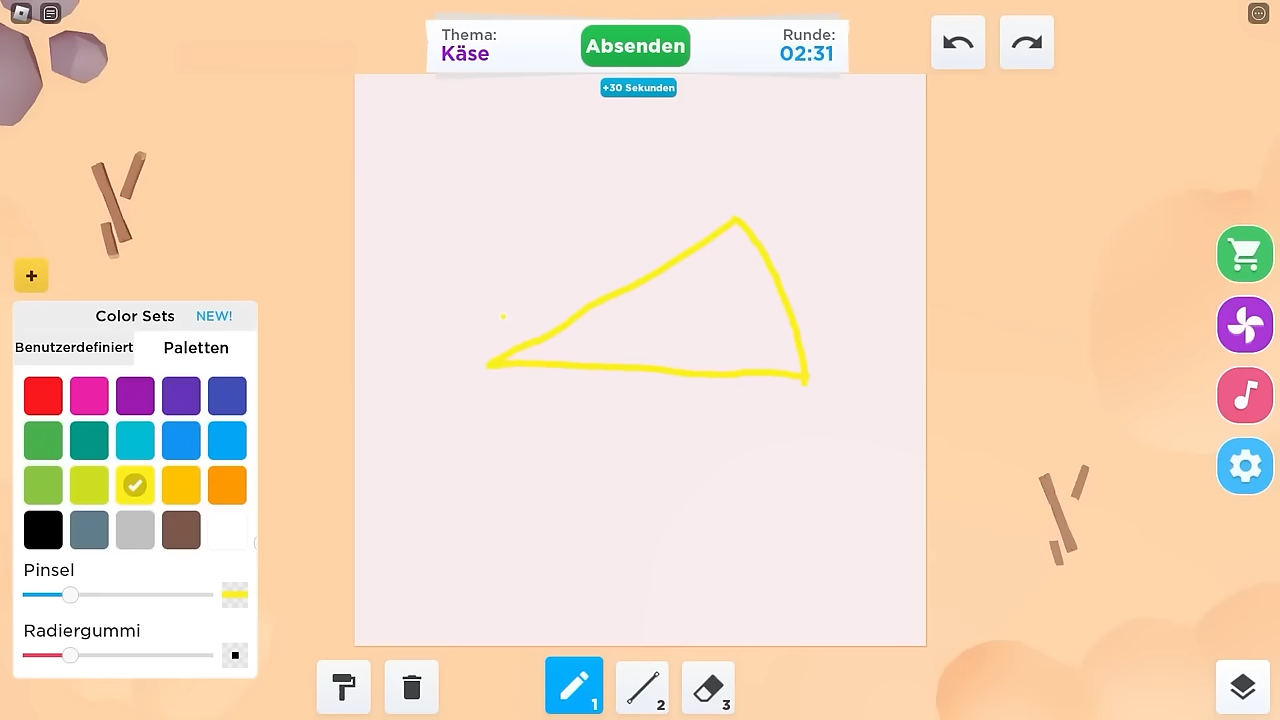 Thema:
Käse
Absenden
Runde:
02:31
+30 Sekunden
+
Color Sets NEW!
Benutzerdefiniert Paletten
Pinsel
Radiergummi
1
2
3